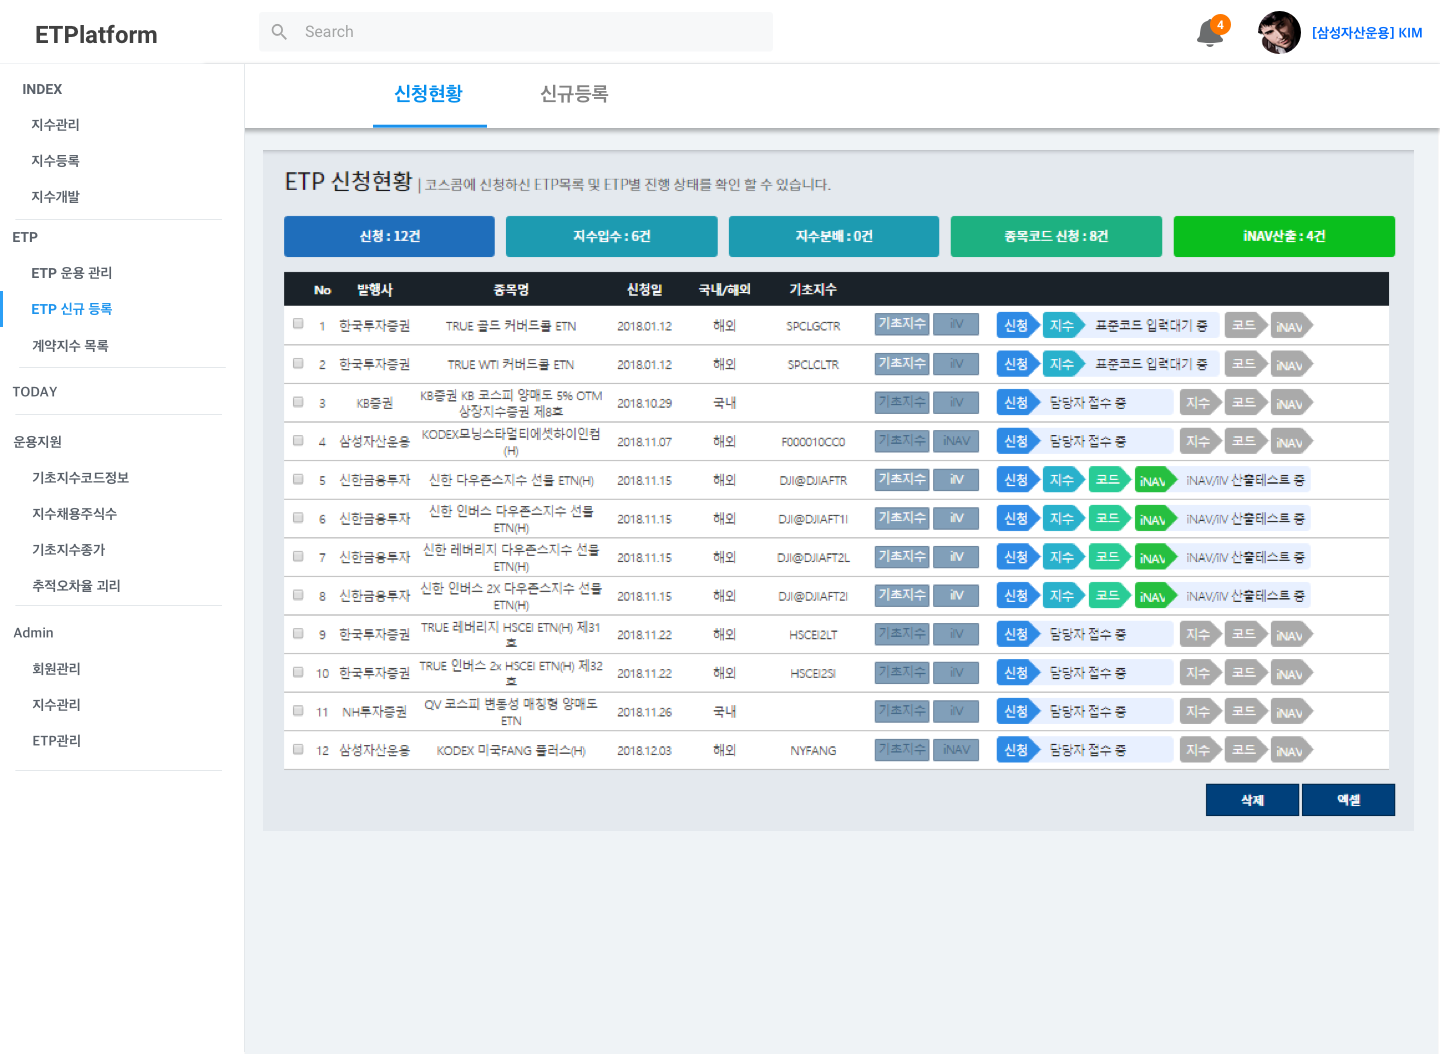 ETPlatform
Search
4
[삼성자산운용] KIM
INDEX
지수관리
지수등록
지수개발
ETP
ETP 운용 관리
ETP 신규 등록
계약지수 목록
TODAY
운용지원
기초지수코드정보
지수채용주식수
기초지수종가
추적오차율 괴리
Admin
회원관리
지수관리
ETP관리
신청현황 신규등록
ETP 신청현황 | 코스콤에 신청하신 ETP목록 및 ETP별 진행 상태를 확인 할 수 있습니다.
신청 : 12건 지수입수 : 6건 지수분배 : 0건 종목코드 신청 : 8건 iNAV산출 : 4건
No 발행사 종목명 신청일 국내/해외 기초지수
1 한국투자증권 TRUE 골드 커버드콜 ETN 2018.01.12 해외 SPCLGCTR 기초지수 iIV 신청 지수 표준코드 입력대기 중 코드 iNAV
2 한국투자증권 TRUE WTI 커버드콜 ETN 2018.01.12 해외 SPCLCLTR 기초지수 iIV 신청 지수 표준코드 입력대기 중 코드 iNAV
3 KB증권 KB증권 KB 코스피 양매도 5% OTM 상장지수증권 제8호 2018.10.29 국내 기초지수 iIV 신청 담당자 접수 중 지수 코드 iNAV
4 삼성자산운용 KODEX모닝스타멀티에셋하이인컴(H) 2018.11.07 해외 F000010CC0 기초지수 iNAV 신청 담당자 접수 중 지수 코드 iNAV
5 신한금융투자 신한 다우존스지수 선물 ETN(H) 2018.11.15 해외 DJI@DJIAFTR 기초지수 iIV 신청 지수 코드 iNAV iNAV/iIV 산출테스트 중
6 신한금융투자 신한 인버스 다우존스지수 선물 ETN(H) 2018.11.15 해외 DJI@DJIAFT1I 기초지수 iIV 신청 지수 코드 iNAV iNAV/iIV 산출테스트 중
7 신한금융투자 신한 레버리지 다우존스지수 선물 ETN(H) 2018.11.15 해외 DJI@DJIAFT2L 기초지수 iIV 신청 지수 코드 iNAV iNAV/iIV 산출테스트 중
8 신한금융투자 신한 인버스 2X 다우존스지수 선물 ETN(H) 2018.11.15 해외 DJI@DJIAFT2I 기초지수 iIV 신청 지수 코드 iNAV iNAV/iIV 산출테스트 중
9 한국투자증권 TRUE 레버리지 HSCEI ETN(H) 제31호 2018.11.22 해외 HSCEI2LT 기초지수 iIV 신청 담당자 접수 중 지수 코드 iNAV
10 한국투자증권 TRUE 인버스 2x HSCEI ETN(H) 제32호 2018.11.22 해외 HSCEI2SI 기초지수 iIV 신청 담당자 접수 중 지수 코드 iNAV
11 NH투자증권 QV 코스피 변동성 매칭형 양매도 ETN 2018.11.26 국내 기초지수 iIV 신청 담당자 접수 중 지수 코드 iNAV
12 삼성자산운용 KODEX 미국FANG 플러스(H) 2018.12.03 해외 NYFANG 기초지수 iNAV 신청 담당자 접수 중 지수 코드 iNAV
삭제 엑셀